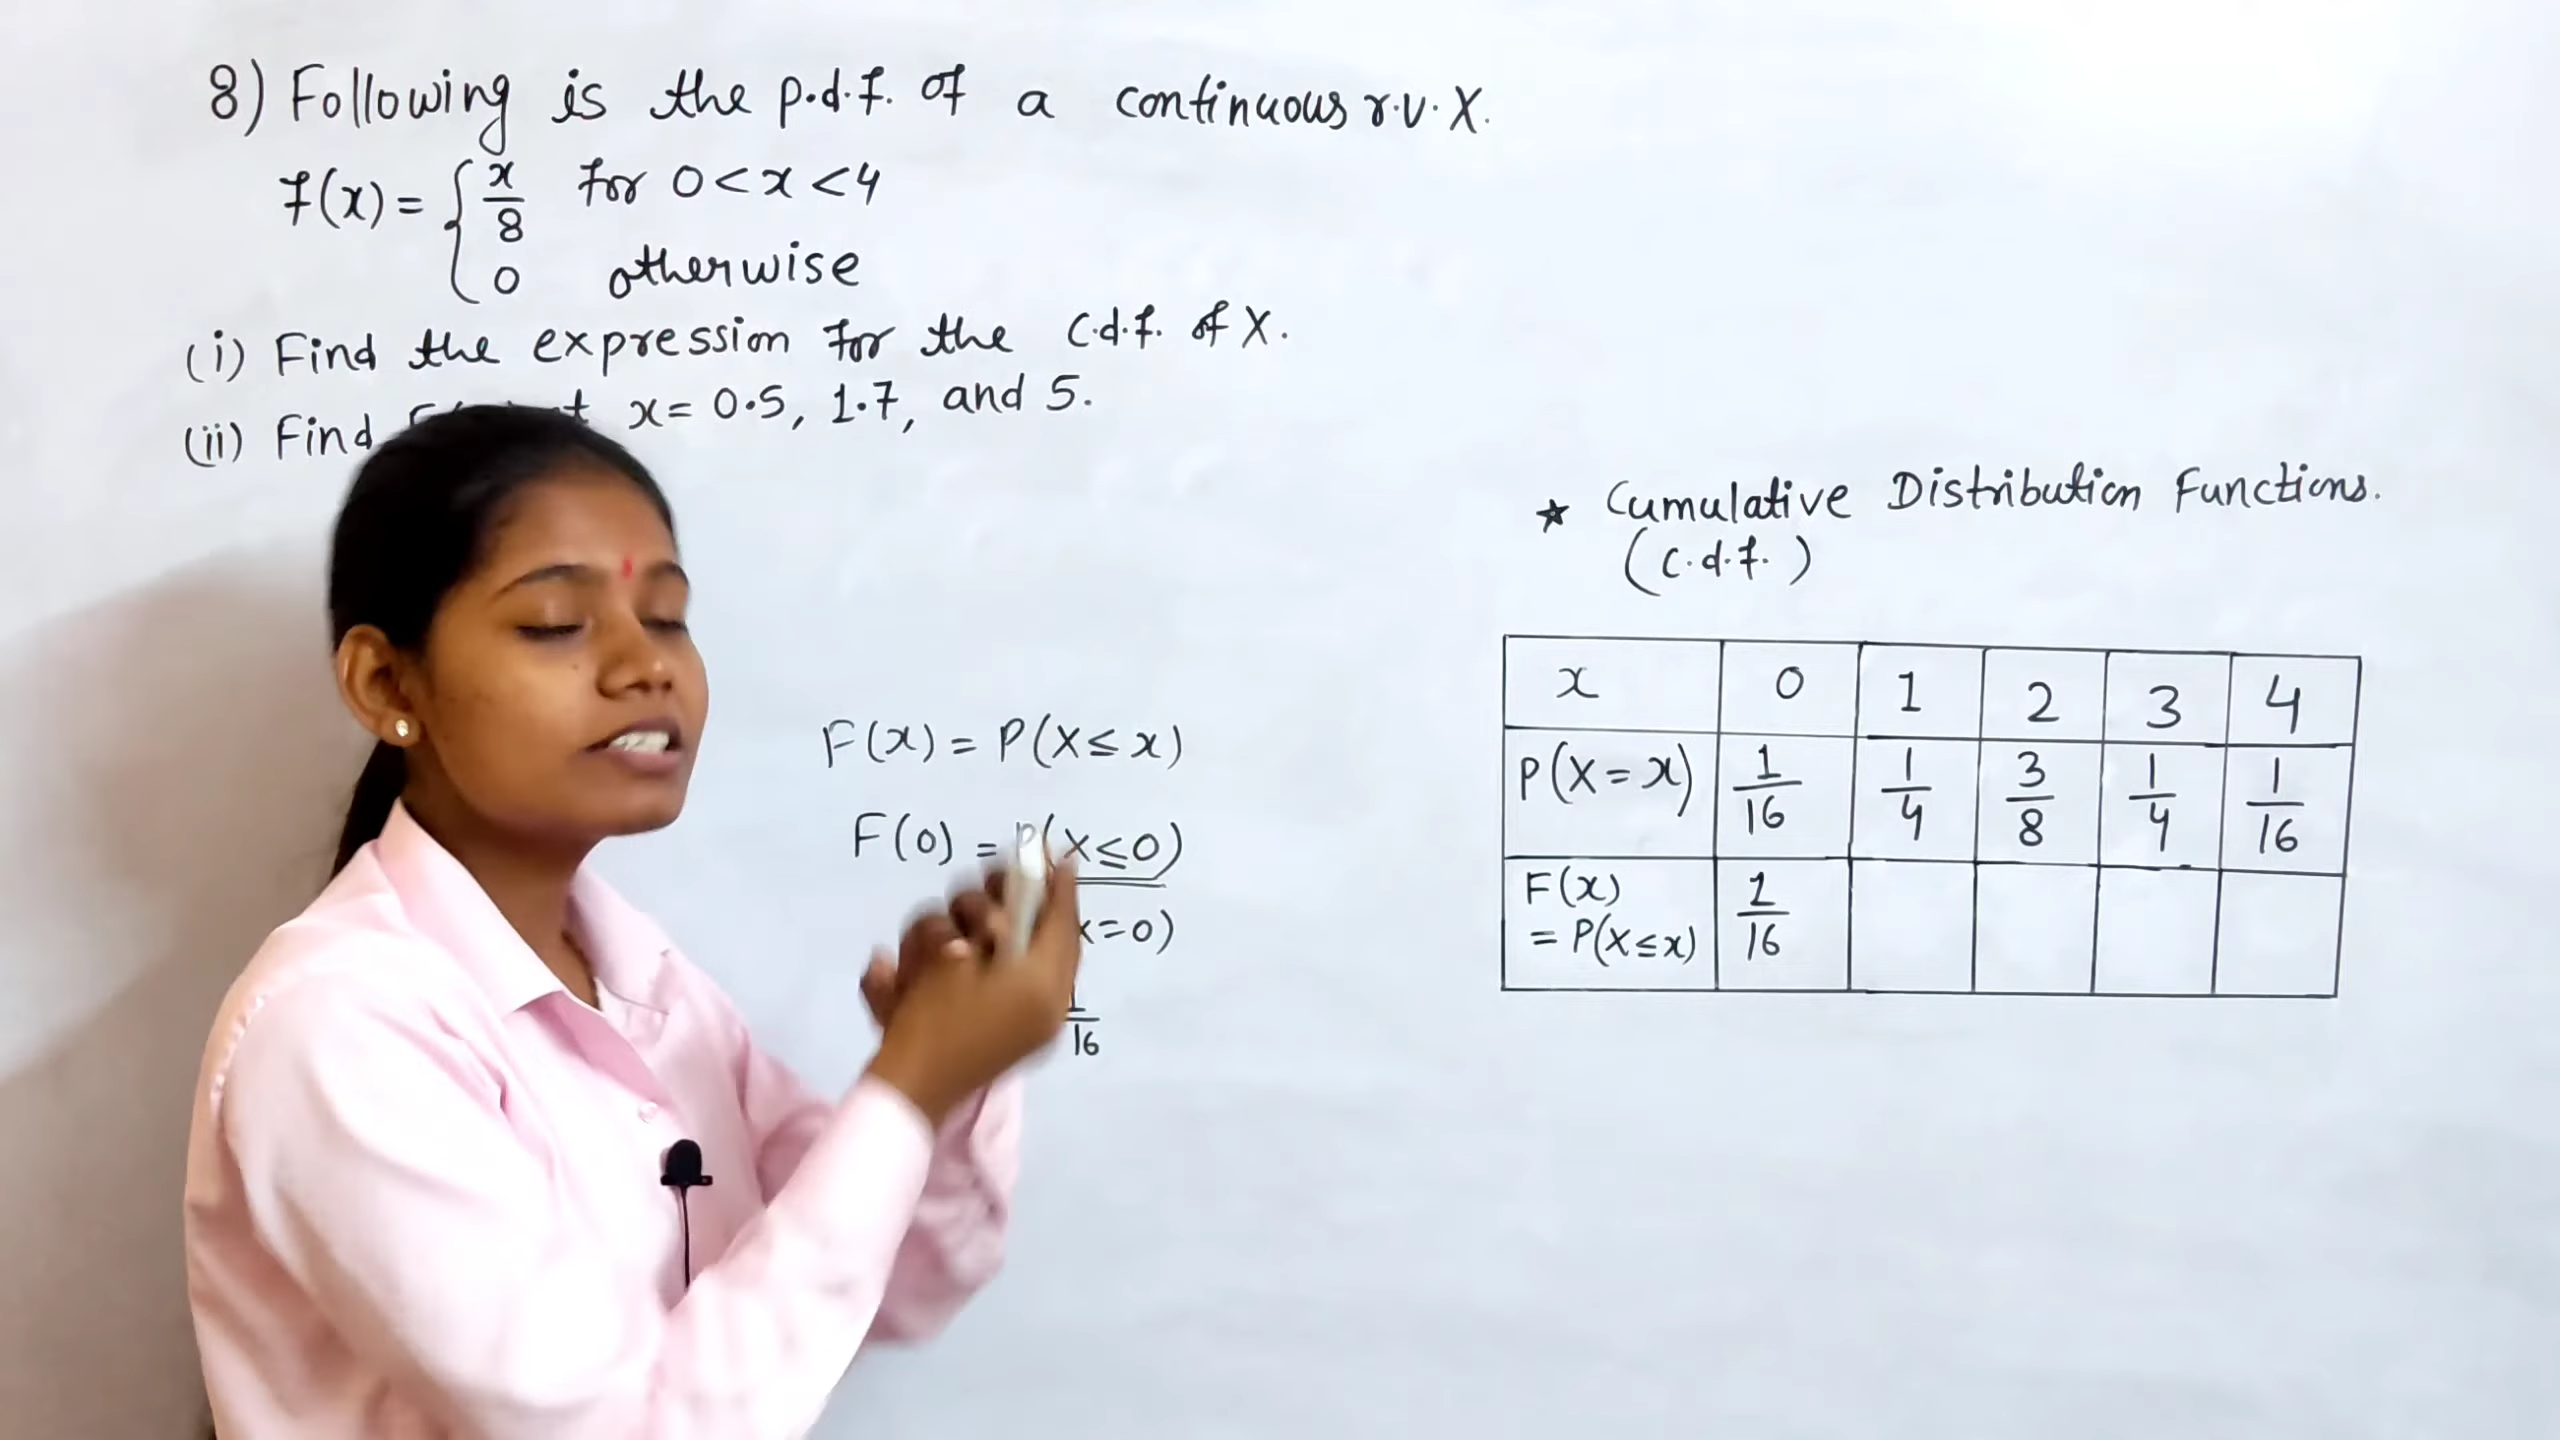 8) Following is the p.d.f. of a continuous r.v. X.
f(x) = { x/8 for 0 < x < 4
0 otherwise
(i) Find the expression for the c.d.f. of X.
(ii) Find x = 0.5, 1.7, and 5.
★ Cumulative Distribution Functions.
(c.d.f.)
F(x) = P(X ≤ x)
F(0) = P(X ≤ 0)
x=0)
1/16
x 0 1 2 3 4
P(X = x) 1/16 1/4 3/8 1/4 1/16
F(x) = P(X ≤ x) 1/16